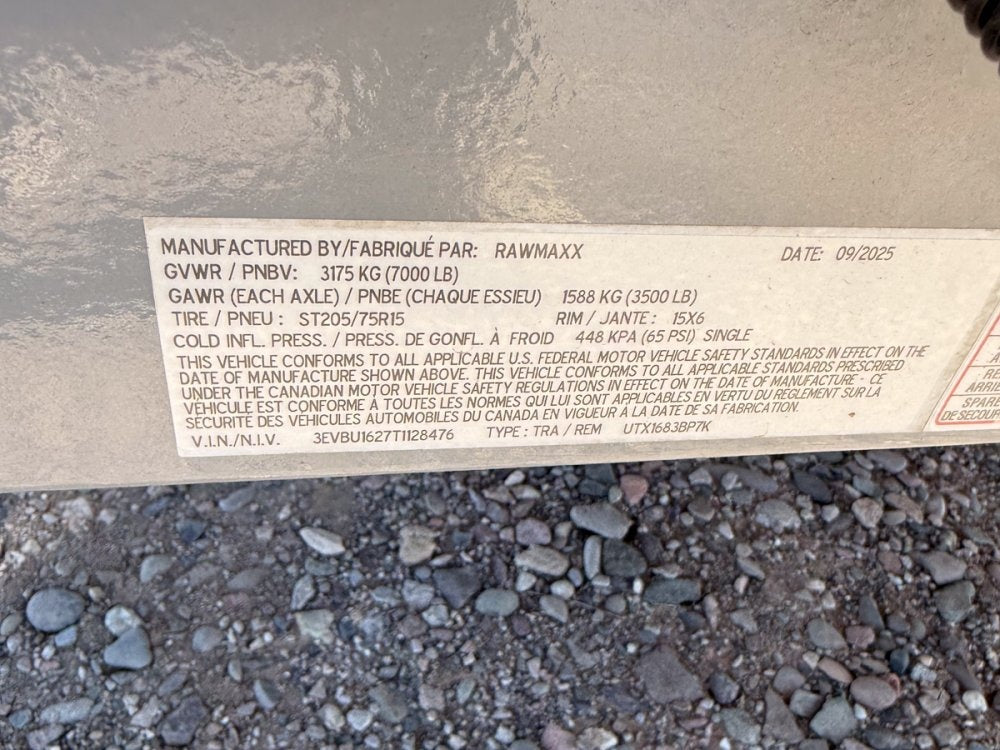 MANUFACTURED BY/FABRIQUÉ PAR: RAWMAXX DATE: 09/2025
GVWR / PNBV: 3175 KG (7000 LB)
GAWR (EACH AXLE) / PNBE (CHAQUE ESSIEU) 1588 KG (3500 LB)
TIRE / PNEU : ST205/75R15 RIM / JANTE : 15X6
COLD INFL. PRESS. / PRESS. DE GONFL. À FROID 448 KPA (65 PSI) SINGLE
THIS VEHICLE CONFORMS TO ALL APPLICABLE U.S. FEDERAL MOTOR VEHICLE SAFETY STANDARDS IN EFFECT ON THE
DATE OF MANUFACTURE SHOWN ABOVE. THIS VEHICLE CONFORMS TO ALL APPLICABLE STANDARDS PRESCRIBED
UNDER THE CANADIAN MOTOR VEHICLE SAFETY REGULATIONS IN EFFECT ON THE DATE OF MANUFACTURE - CE
VÉHICULE EST CONFORME À TOUTES LES NORMES QUI LUI SONT APPLICABLES EN VERTU DU RÈGLEMENT SUR LA
SÉCURITÉ DES VÉHICULES AUTOMOBILES DU CANADA EN VIGUEUR À LA DATE DE SA FABRICATION.
V.I.N./N.I.V. 3EVBU1627T1128476 TYPE : TRA / REM UTX1683BP7K
RE
ARRIÈ
SPARE
DE SECOUR